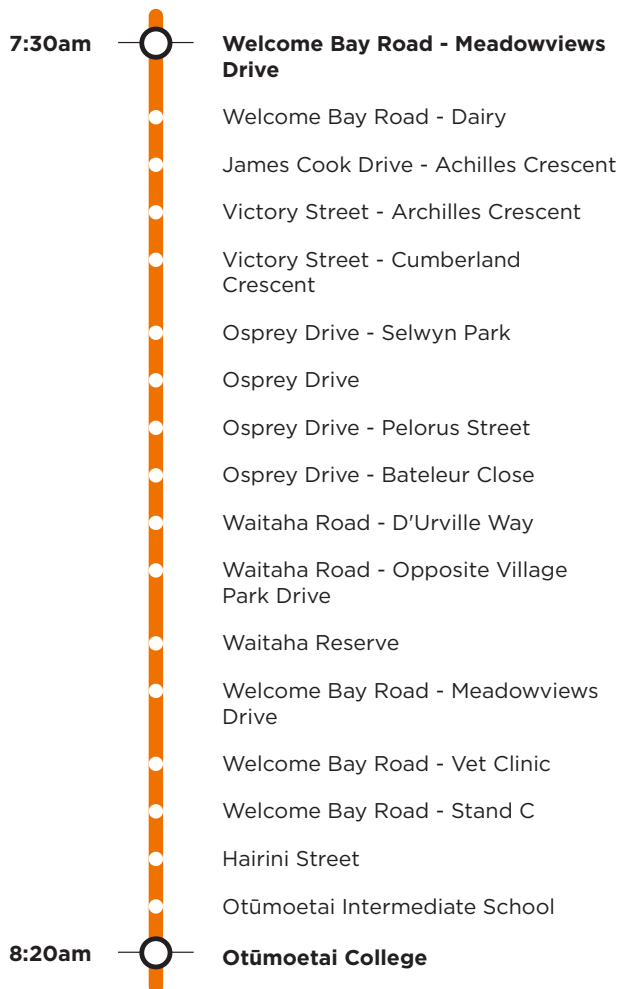 7:30am
Welcome Bay Road - Meadowviews
Drive
Welcome Bay Road - Dairy
James Cook Drive - Achilles Crescent
Victory Street - Archilles Crescent
Victory Street - Cumberland
Crescent
Osprey Drive - Selwyn Park
Osprey Drive
Osprey Drive - Pelorus Street
Osprey Drive - Bateleur Close
Waitaha Road - D'Urville Way
Waitaha Road - Opposite Village
Park Drive
Waitaha Reserve
Welcome Bay Road - Meadowviews
Drive
Welcome Bay Road - Vet Clinic
Welcome Bay Road - Stand C
Hairini Street
Otūmoetai Intermediate School
8:20am
Otūmoetai College